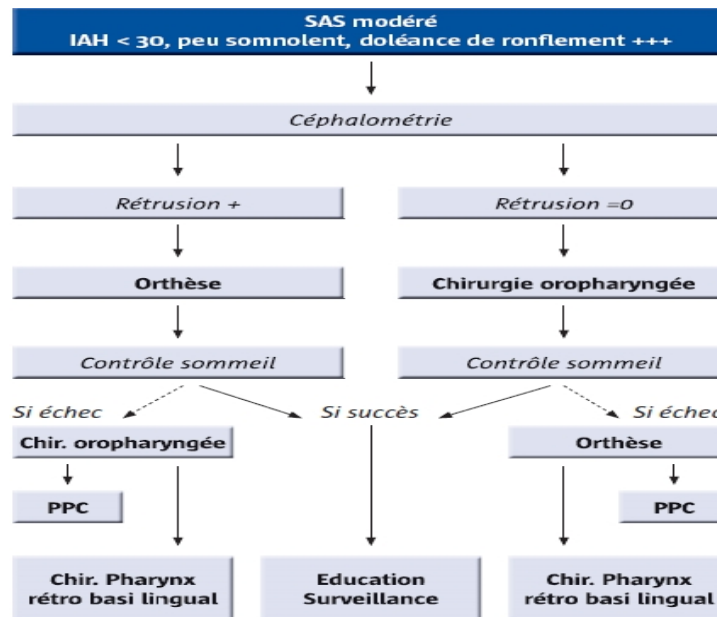 SAS modéré
IAH < 30, peu somnolent, doléance de ronflement +++
Céphalométrie
Rétrusion +
Rétrusion =0
Orthèse
Chirurgie oropharyngée
Contrôle sommeil
Contrôle sommeil
Si échec
Si succès
Si échec
Chir. oropharyngée
Orthèse
PPC
PPC
Chir. Pharynx
rétro basi lingual
Education
Surveillance
Chir. Pharynx
rétro basi lingual